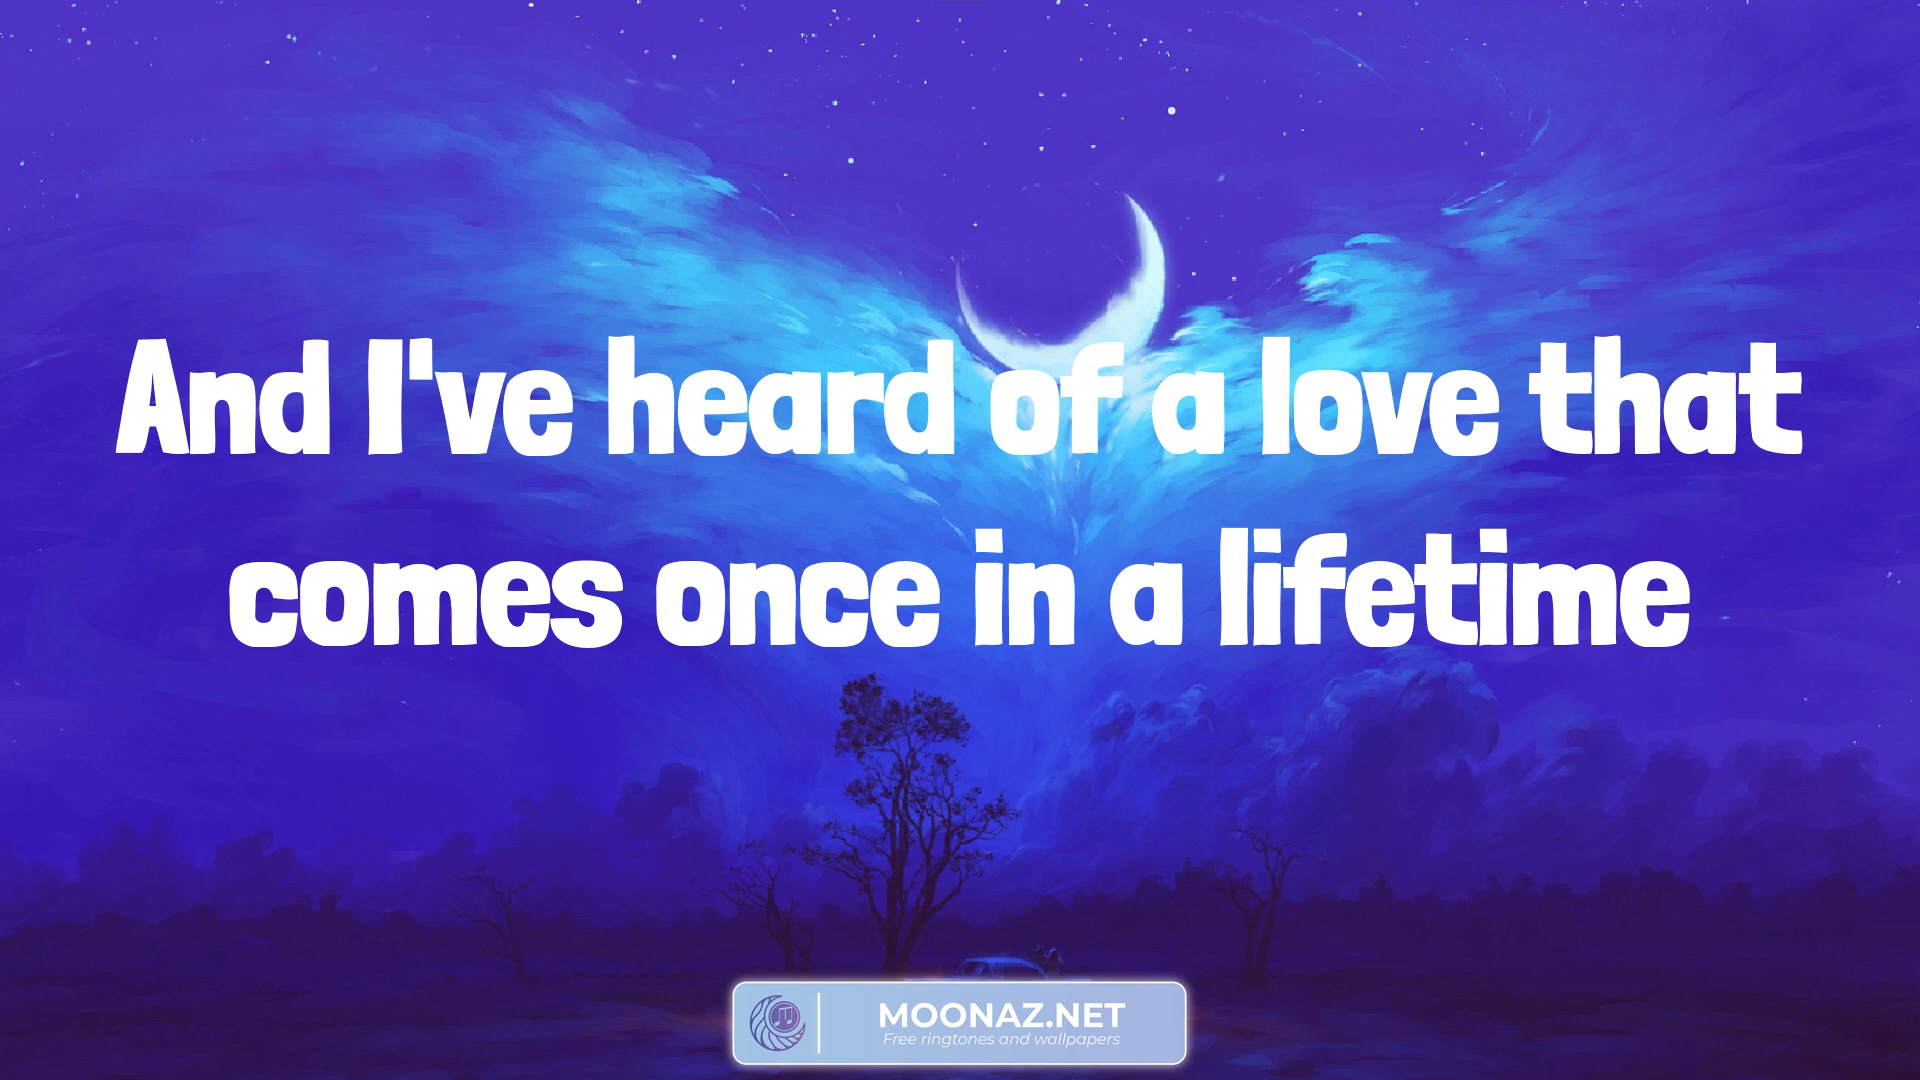 And I've heard of a love that
comes once in a lifetime
MOONAZ.NET
Free ringtones and wallpapers